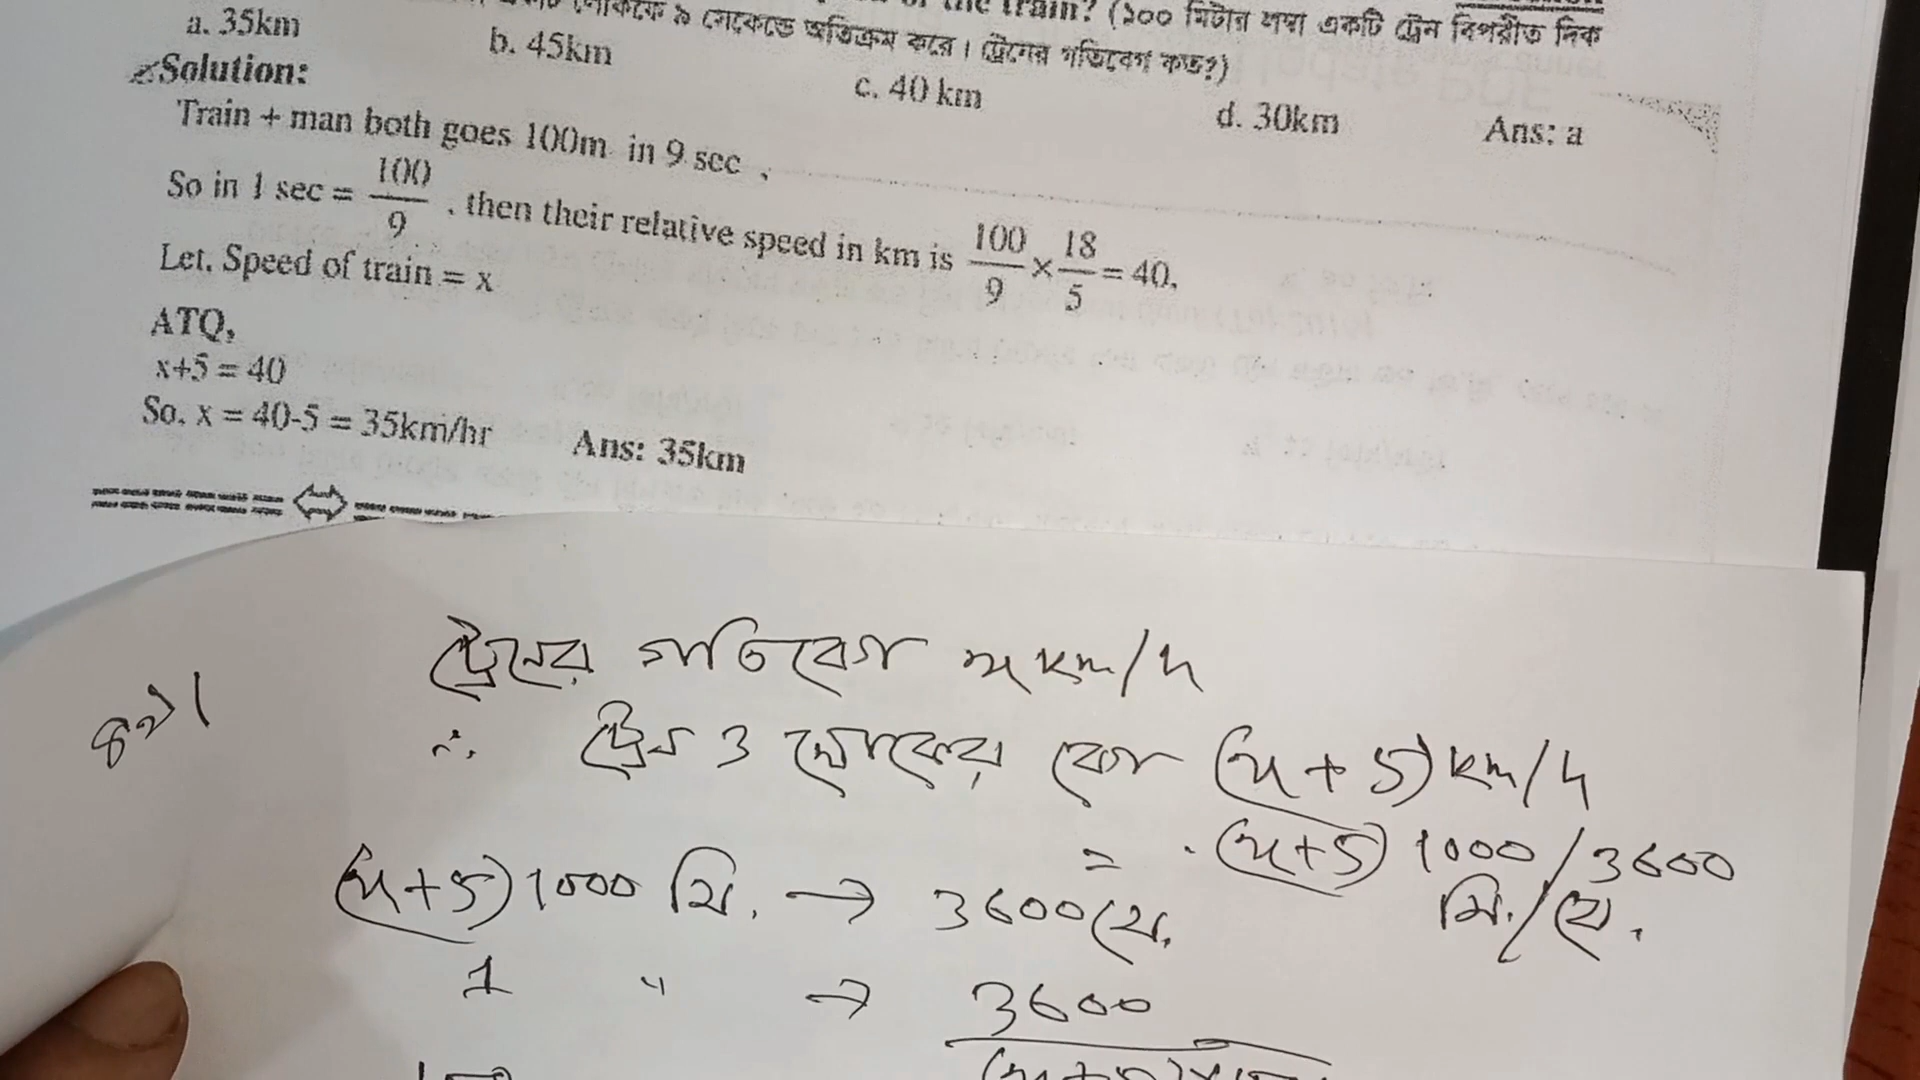 of the train? (১০০ মিটার লম্বা একটি ট্রেন বিপরীত দিক
৯ সেকেন্ডে অতিক্রম করে। ট্রেনের গতিবেগ কত?)
a. 35km b. 45km c. 40 km d. 30km Ans: a
Solution:
Train + man both goes 100m in 9 sec ,
So in 1 sec = 100/9 , then their relative speed in km is 100/9 × 18/5 = 40.
Let, Speed of train = x
ATQ,
x+5 = 40
So, x = 40-5 = 35km/hr Ans: 35km
৪২।
ট্রেনের গতিবেগ x km/h
∴ ট্রেন ও লোকের বেগ (x + 5) km/h
= (x+5) 1000/3600 মি./সে.
(x+5) 1000 মি. → 3600 সে.
1 " → 3600